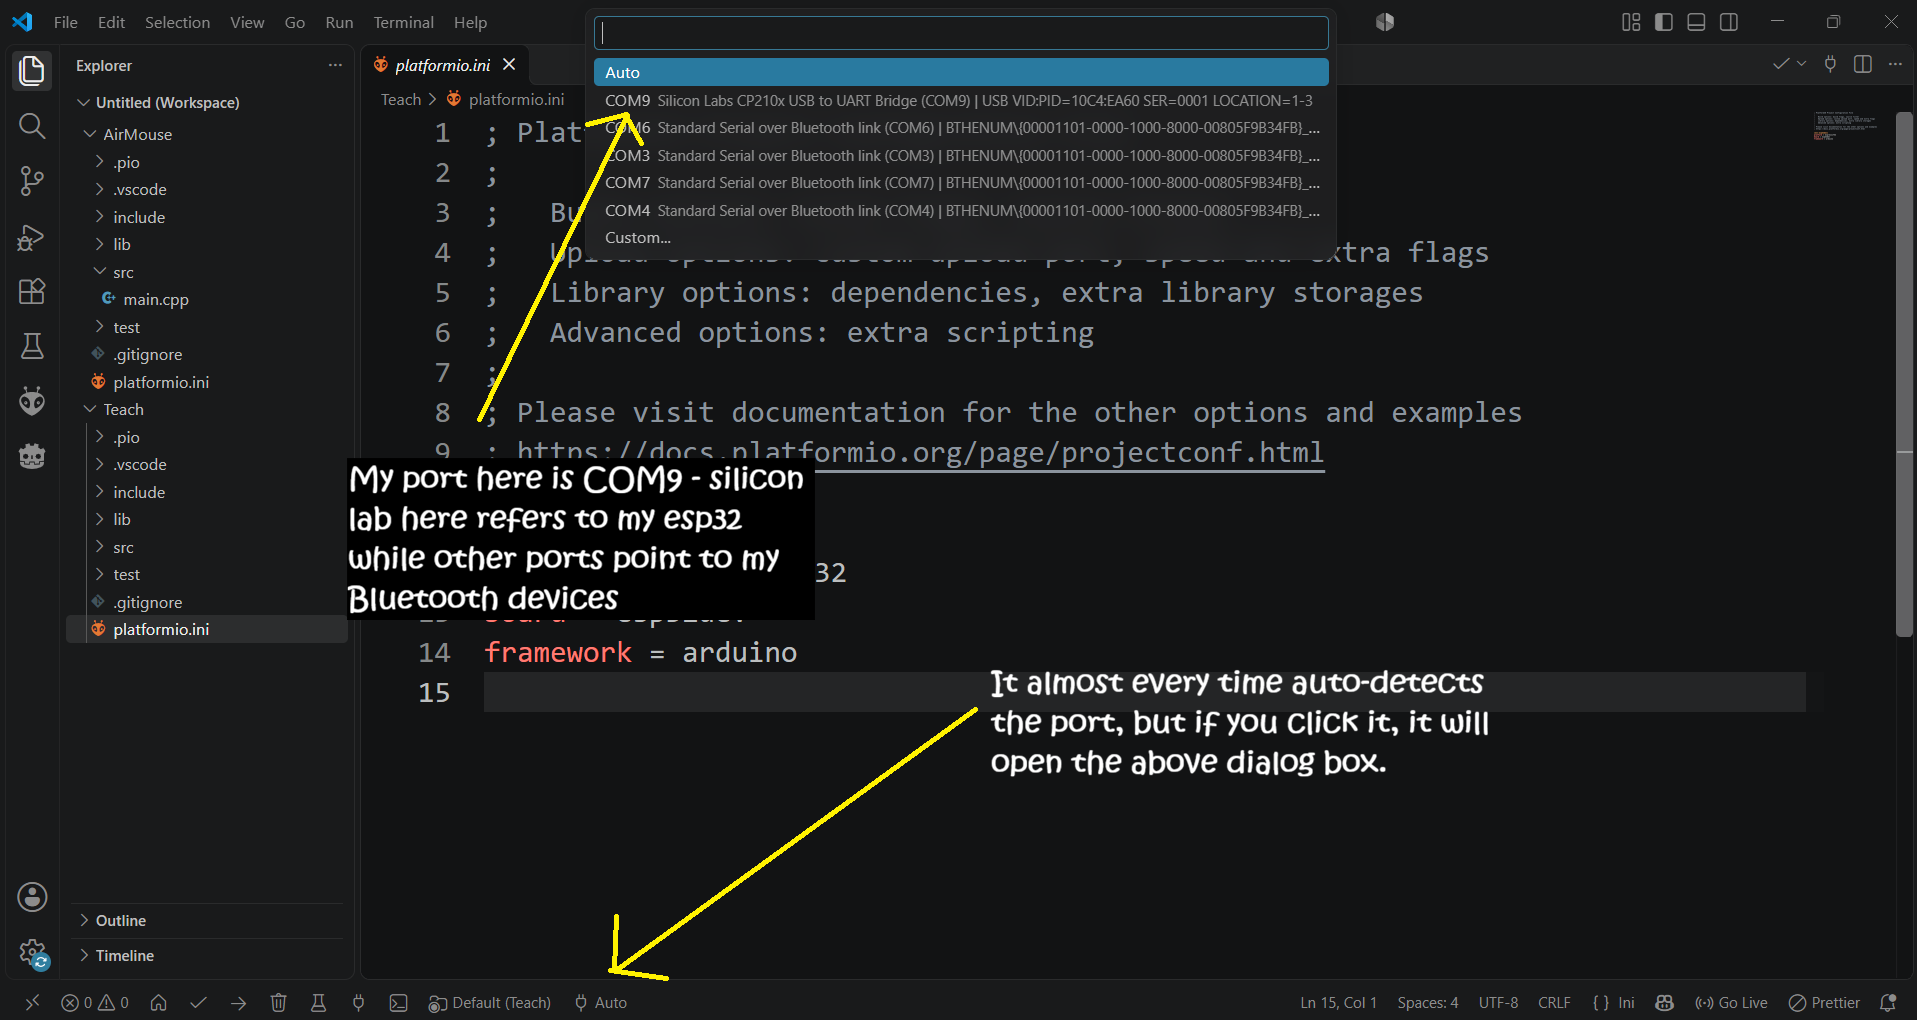 File Edit Selection View Go Run Terminal Help
Explorer
platformio.ini
Auto
Untitled (Workspace)
Teach platformio.ini
COM9 Silicon Labs CP210x USB to UART Bridge (COM9) | USB VID:PID=10C4:EA60 SER=0001 LOCATION=1-3
COM6 Standard Serial over Bluetooth link (COM6) | BTHENUM\{00001101-0000-1000-8000-00805F9B34FB}_...
COM3 Standard Serial over Bluetooth link (COM3) | BTHENUM\{00001101-0000-1000-8000-00805F9B34FB}_...
COM7 Standard Serial over Bluetooth link (COM7) | BTHENUM\{00001101-0000-1000-8000-00805F9B34FB}_...
COM4 Standard Serial over Bluetooth link (COM4) | BTHENUM\{00001101-0000-1000-8000-00805F9B34FB}_...
Custom...
AirMouse
.pio
.vscode
include
lib
src
main.cpp
test
.gitignore
platformio.ini
Teach
.pio
.vscode
include
lib
src
test
.gitignore
platformio.ini
Outline
Timeline
1 ;
2 ;
3 ;
4 ; Upload options: custom upload port, speed and extra flags
5 ; Library options: dependencies, extra library storages
6 ; Advanced options: extra scripting
7 ;
8 ; Please visit documentation for the other options and examples
9 ; https://docs.platformio.org/page/projectconf.html
My port here is COM9 - silicon
lab here refers to my esp32
while other ports point to my
Bluetooth devices
32
14 framework = arduino
15
It almost every time auto-detects
the port, but if you click it, it will
open the above dialog box.
0 0 Default (Teach) Auto Ln 15, Col 1 Spaces: 4 UTF-8 CRLF { } Ini Go Live Prettier